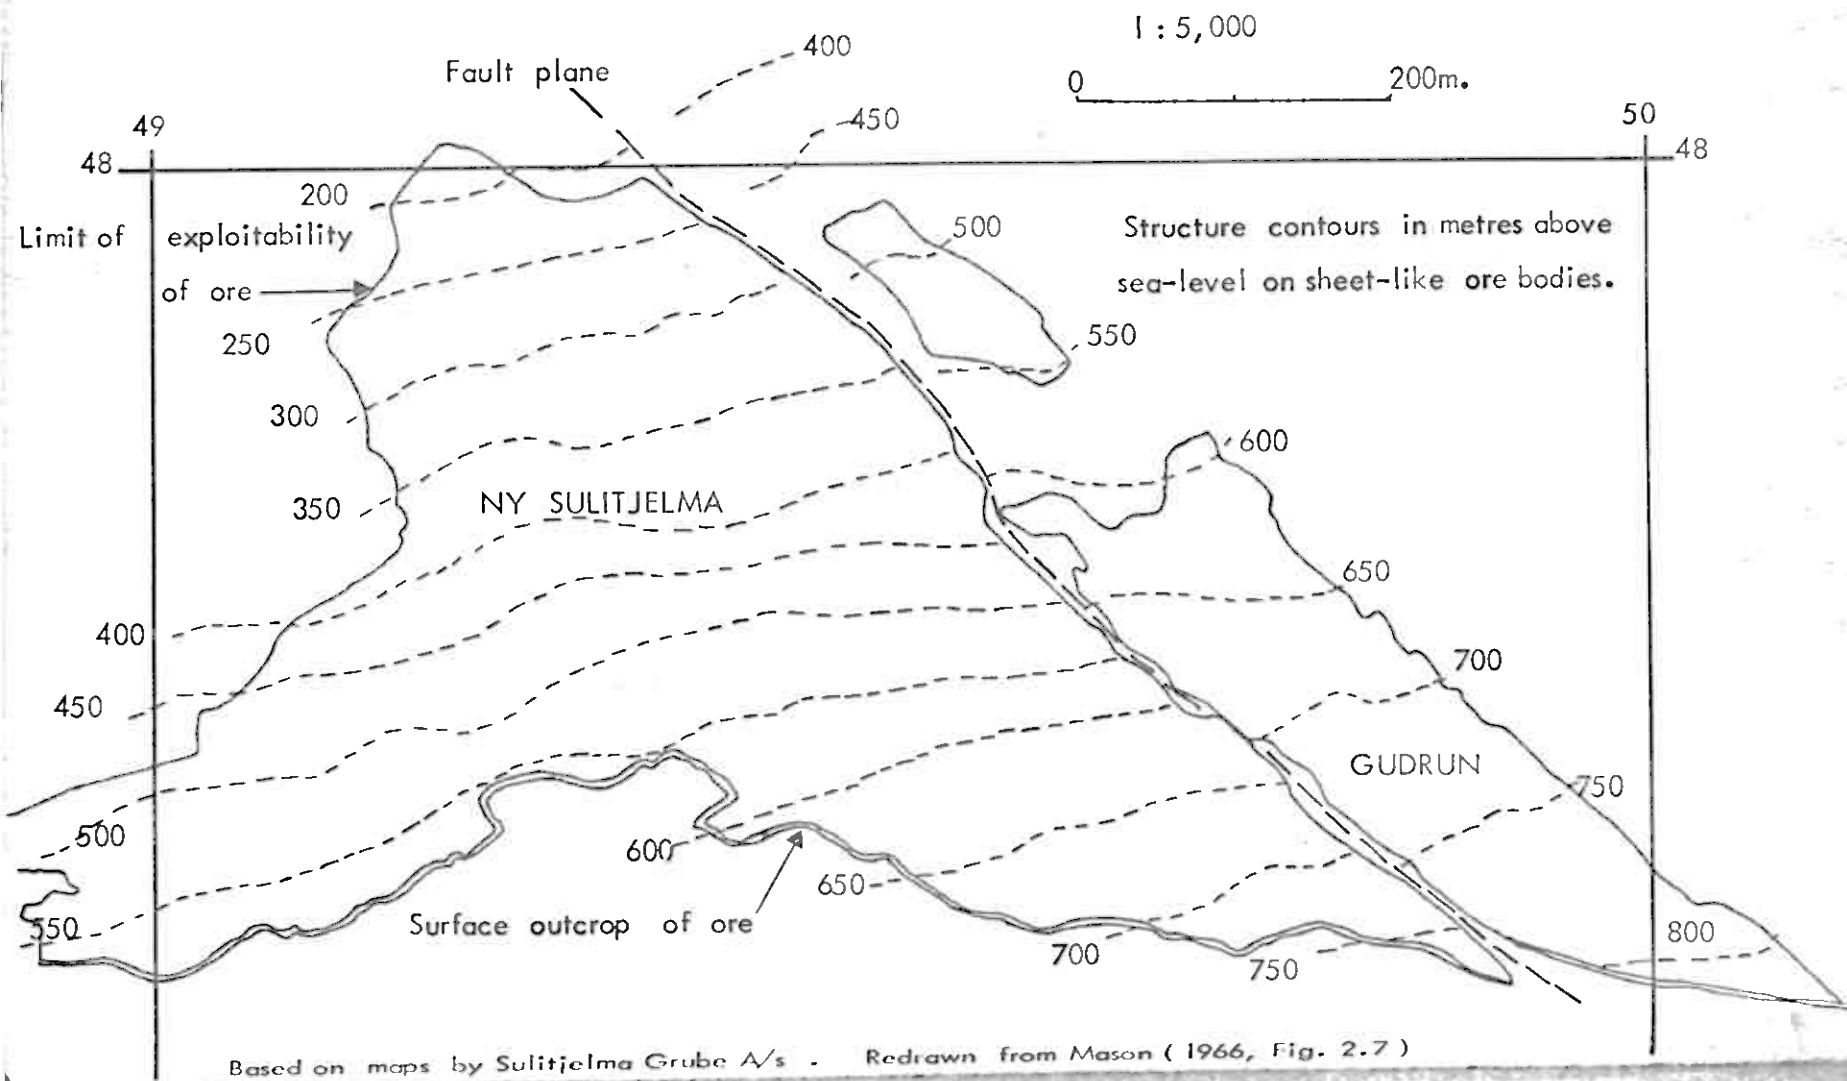 1 : 5,000
400
Fault plane
0 200m.
450
49
50
48
48
200
Limit of exploitability
of ore
500
Structure contours in metres above
sea-level on sheet-like ore bodies.
250
550
300
600
350
NY SULITJELMA
650
400
700
450
GUDRUN
750
500
600
650
550
Surface outcrop of ore
700
750
800
Based on maps by Sulitjelma Grube A/s . Redrawn from Mason ( 1966, Fig. 2.7 )